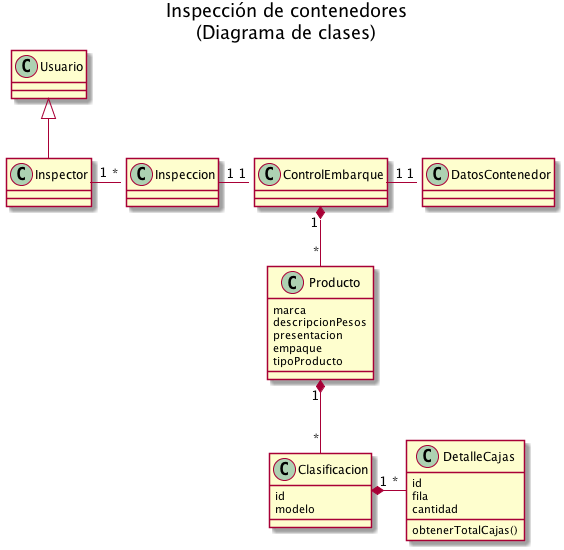 Inspección de contenedores
(Diagrama de clases)
C Usuario
C Inspector
1 *
C Inspeccion
1 1
C ControlEmbarque
1 1
C DatosContenedor
1
*
C Producto
marca
descripcionPesos
presentacion
empaque
tipoProducto
1
*
C Clasificacion
id
modelo
1 *
C DetalleCajas
id
fila
cantidad
obtenerTotalCajas()